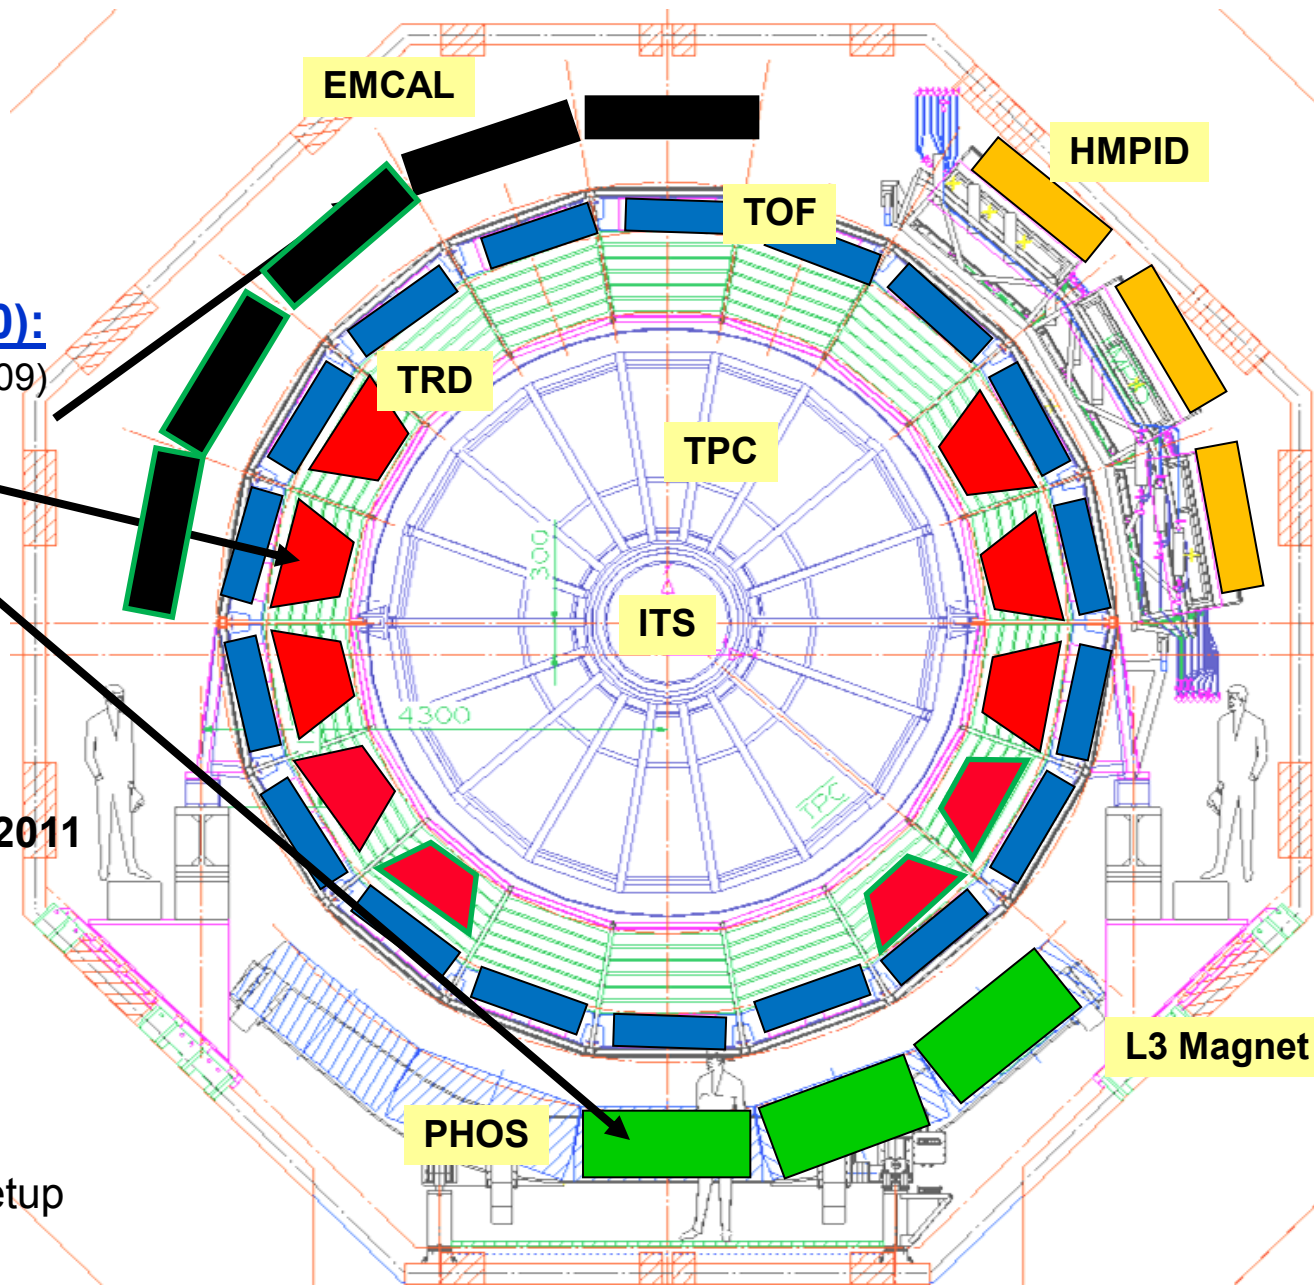 EMCAL
HMPID
TOF
0):
09)
TRD
TPC
300
ITS
4300
TPC
2011
L3 Magnet
PHOS
etup